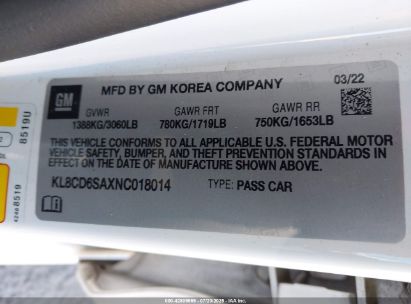 MFD BY GM KOREA COMPANY
03/22
GM
GVWR
GAWR FRT
GAWR RR
1388KG/3060LB
780KG/1719LB
750KG/1653LB
THIS VEHICLE CONFORMS TO ALL APPLICABLE U.S. FEDERAL MOTOR
VEHICLE SAFETY, BUMPER, AND THEFT PREVENTION STANDARDS IN
EFFECT ON THE DATE OF MANUFACTURE SHOWN ABOVE.
KL8CD6SAXNC018014
TYPE: PASS CAR
8519U
42468519